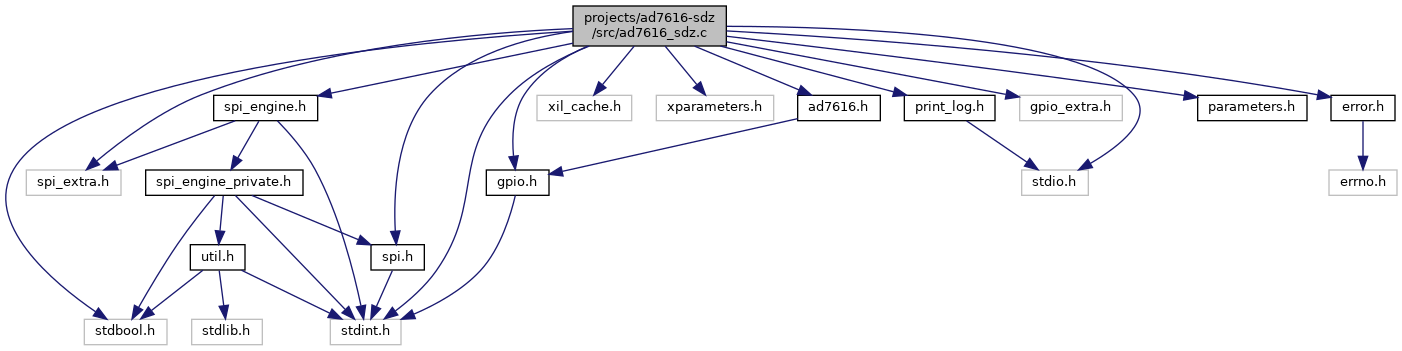 projects/ad7616-sdz
/src/ad7616_sdz.c
spi_engine.h
xil_cache.h
xparameters.h
ad7616.h
print_log.h
gpio_extra.h
parameters.h
error.h
spi_extra.h
spi_engine_private.h
gpio.h
stdio.h
errno.h
util.h
spi.h
stdbool.h
stdlib.h
stdint.h